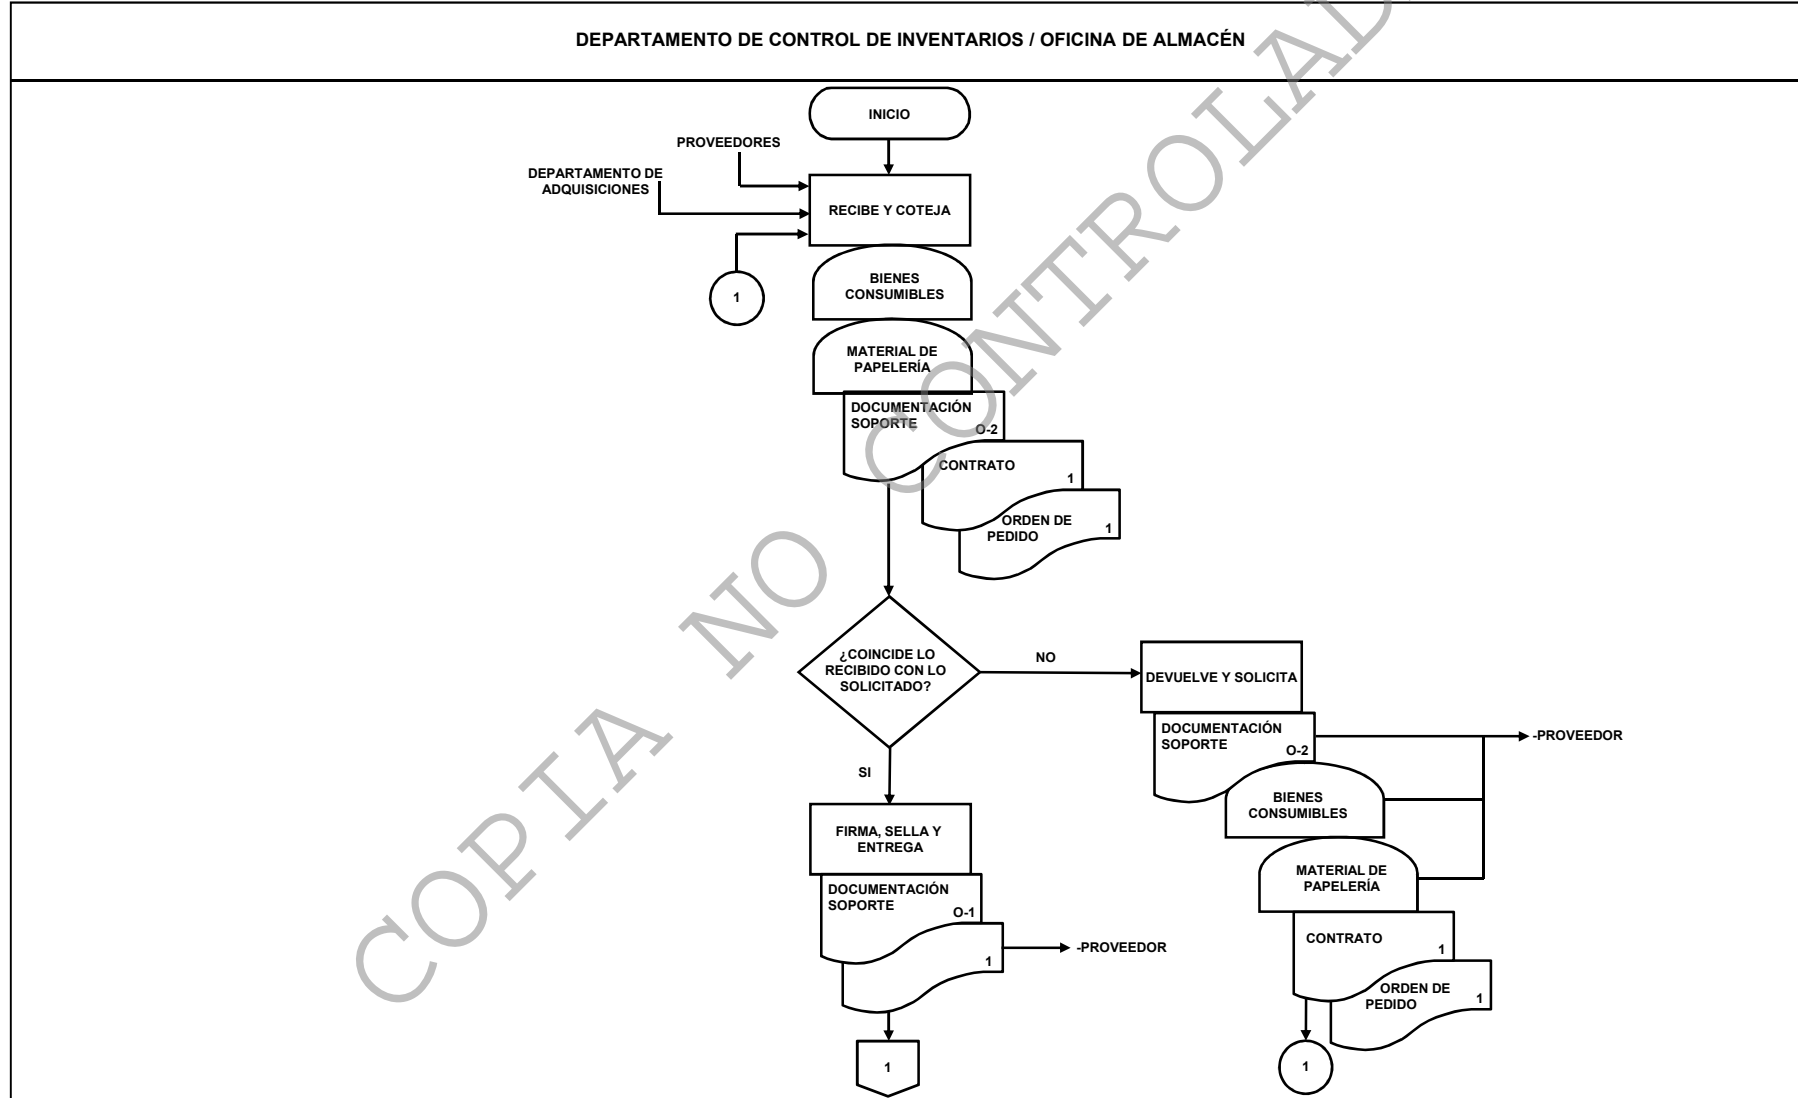 DEPARTAMENTO DE CONTROL DE INVENTARIOS / OFICINA DE ALMACÉN
INICIO
PROVEEDORES
DEPARTAMENTO DE
ADQUISICIONES
RECIBE Y COTEJA
1
BIENES
CONSUMIBLES
MATERIAL DE
PAPELERÍA
DOCUMENTACIÓN
SOPORTE
O-2
CONTRATO
1
ORDEN DE
PEDIDO
1
¿COINCIDE LO
RECIBIDO CON LO
SOLICITADO?
NO
DEVUELVE Y SOLICITA
DOCUMENTACIÓN
SOPORTE
O-2
-PROVEEDOR
BIENES
CONSUMIBLES
MATERIAL DE
PAPELERÍA
CONTRATO
1
ORDEN DE
PEDIDO
1
1
SI
FIRMA, SELLA Y
ENTREGA
DOCUMENTACIÓN
SOPORTE
O-1
1
-PROVEEDOR
1
COPIA NO CONTROLAD